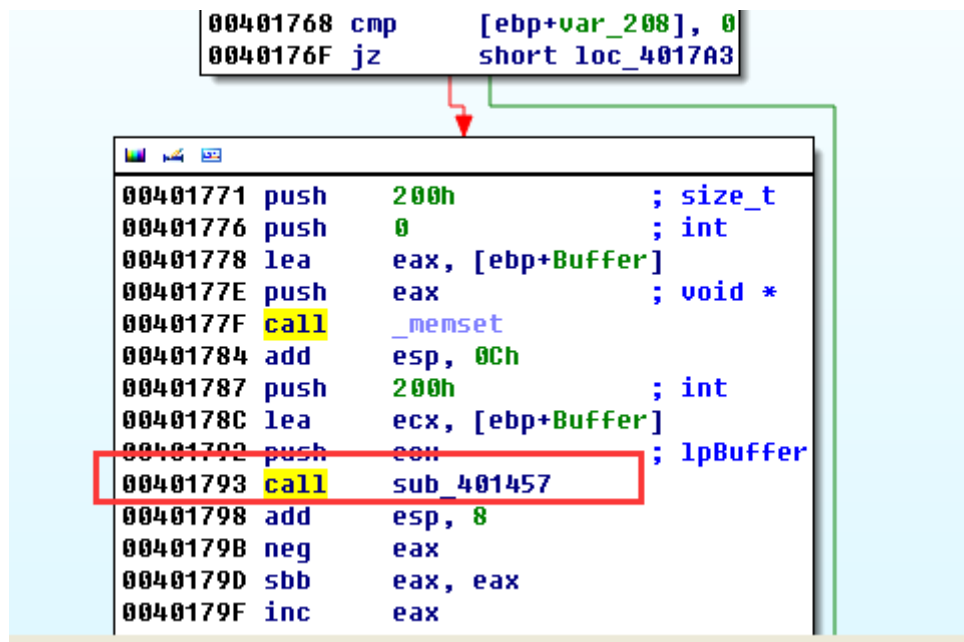 00401768 cmp [ebp+var_208], 0
0040176F jz short loc_4017A3
00401771 push 200h ; size_t
00401776 push 0 ; int
00401778 lea eax, [ebp+Buffer]
0040177E push eax ; void *
0040177F call _memset
00401784 add esp, 0Ch
00401787 push 200h ; int
0040178C lea ecx, [ebp+Buffer]
00401792 push ecx ; lpBuffer
00401793 call sub_401457
00401798 add esp, 8
0040179B neg eax
0040179D sbb eax, eax
0040179F inc eax